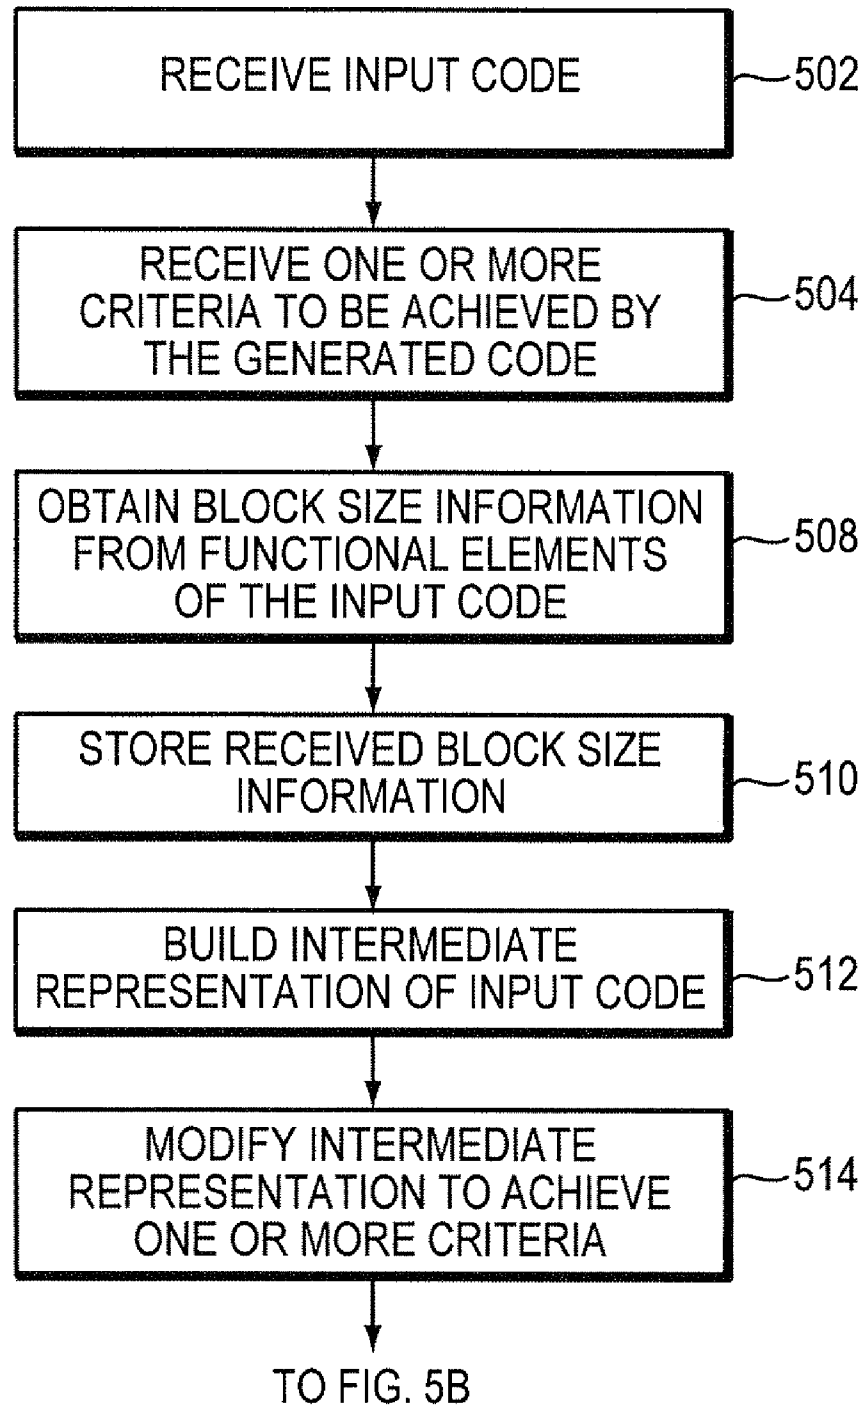 RECEIVE INPUT CODE
502
RECEIVE ONE OR MORE
CRITERIA TO BE ACHIEVED BY
THE GENERATED CODE
504
OBTAIN BLOCK SIZE INFORMATION
FROM FUNCTIONAL ELEMENTS
OF THE INPUT CODE
508
STORE RECEIVED BLOCK SIZE
INFORMATION
510
BUILD INTERMEDIATE
REPRESENTATION OF INPUT CODE
512
MODIFY INTERMEDIATE
REPRESENTATION TO ACHIEVE
ONE OR MORE CRITERIA
514
TO FIG. 5B